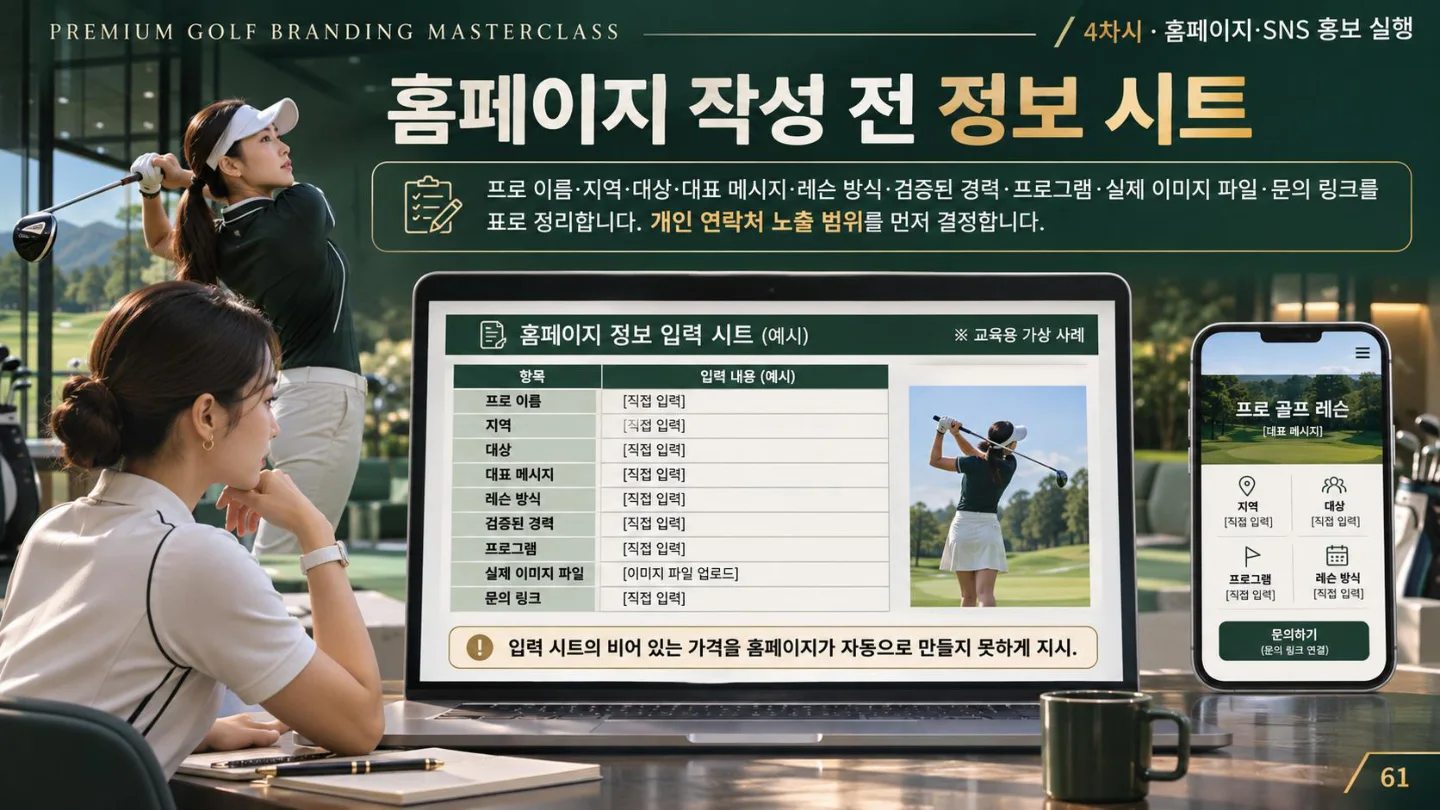 PREMIUM GOLF BRANDING MASTERCLASS
4차시 · 홈페이지·SNS 홍보 실행
홈페이지 작성 전 정보 시트
프로 이름·지역·대상·대표 메시지·레슨 방식·검증된 경력·프로그램·실제 이미지 파일·문의 링크를
표로 정리합니다. 개인 연락처 노출 범위를 먼저 결정합니다.
홈페이지 정보 입력 시트 (예시)
※ 교육용 가상 사례
항목 입력 내용 (예시)
프로 이름 [직접 입력]
지역 [직접 입력]
대상 [직접 입력]
대표 메시지 [직접 입력]
레슨 방식 [직접 입력]
검증된 경력 [직접 입력]
프로그램 [직접 입력]
실제 이미지 파일 [이미지 파일 업로드]
문의 링크 [직접 입력]
입력 시트의 비어 있는 가격을 홈페이지가 자동으로 만들지 못하게 지시.
프로 골프 레슨
[대표 메시지]
지역 대상
[직접 입력] [직접 입력]
프로그램 레슨 방식
[직접 입력] [직접 입력]
문의하기
(문의 링크 연결)
61